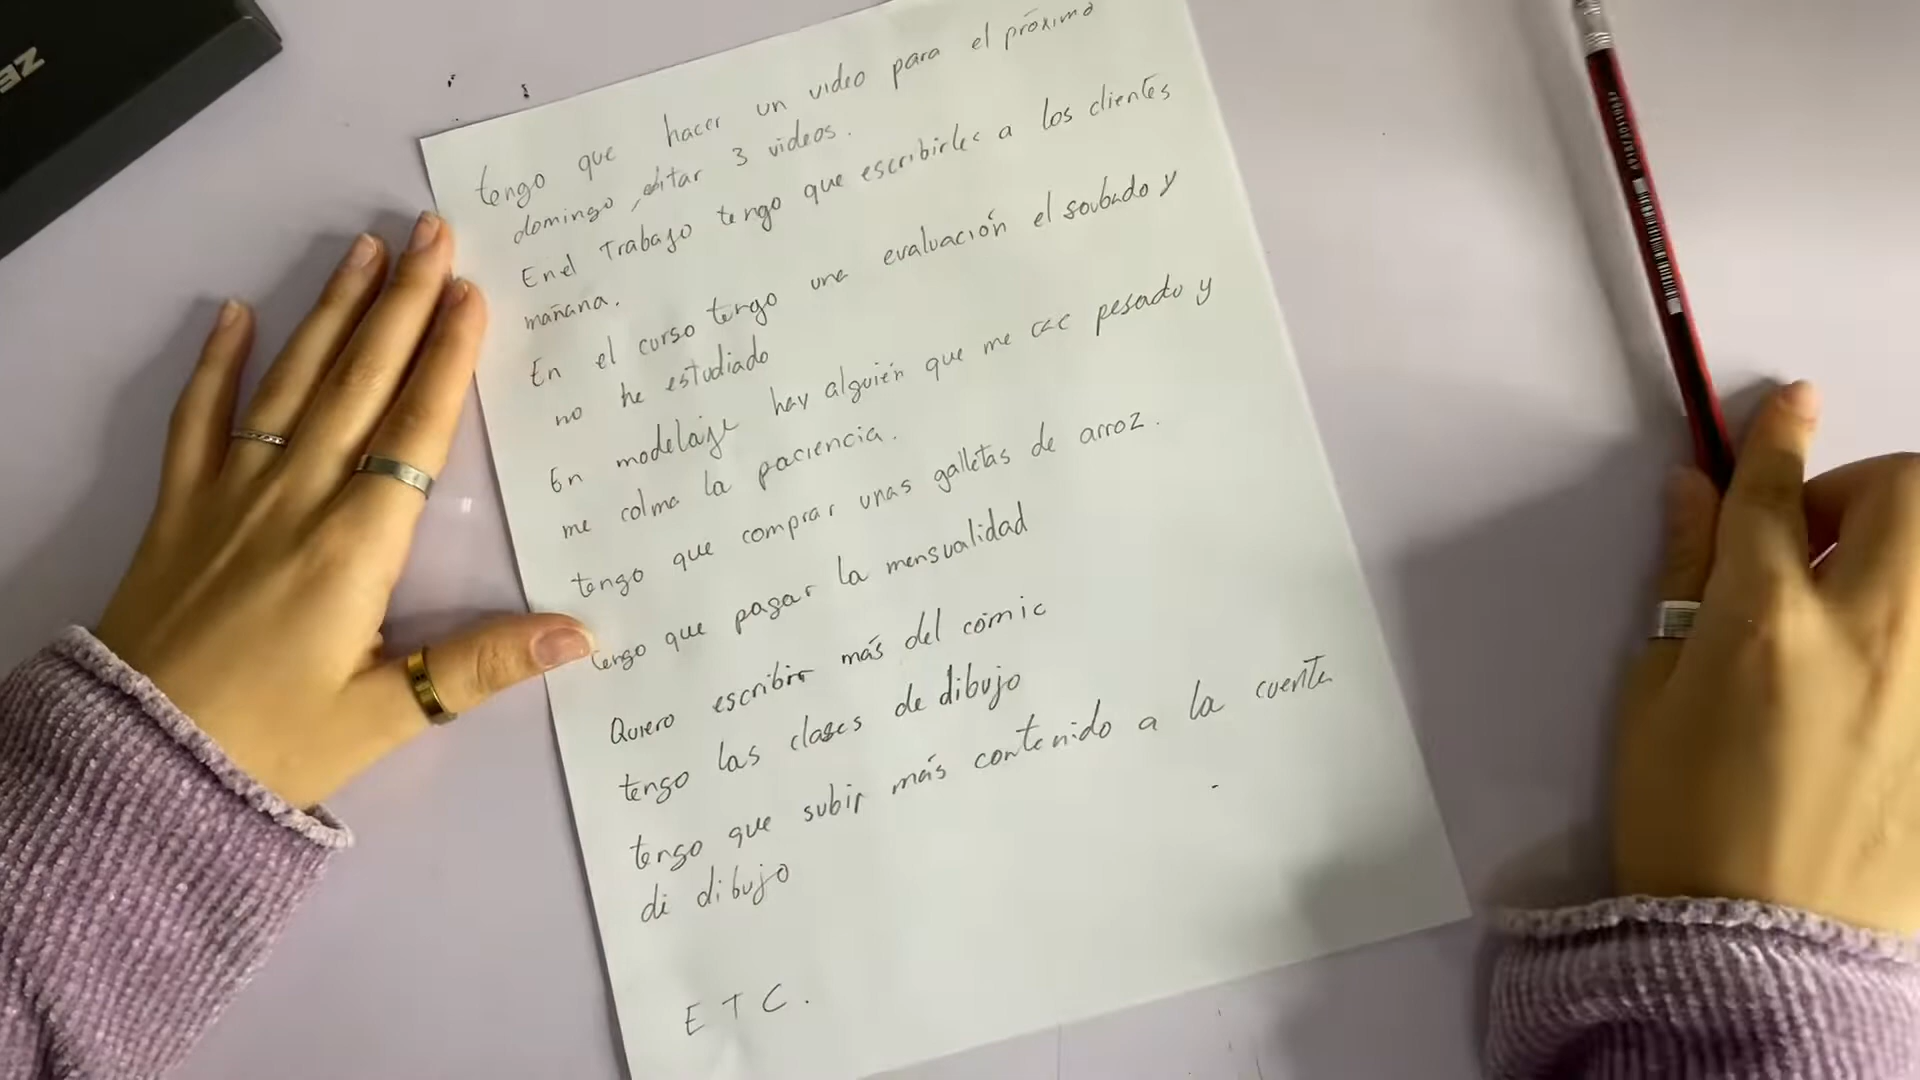 ZE
tengo que hacer un video para el próximo
domingo, editar 3 videos.
En el Trabajo tengo que escribirles a los clientes
mañana.
En el curso tengo una evaluación el soubado y
no he estudiado
En modelaje hay alguién que me cae pesado y
me colma la paciencia.
tengo que comprar unas galletas de arroz.
tengo que pagar la mensualidad
Quiero escribir más del cómic
tengo las clases de dibujo
tengo que subir más contenido a la cuenta
di dibujo
ETC.